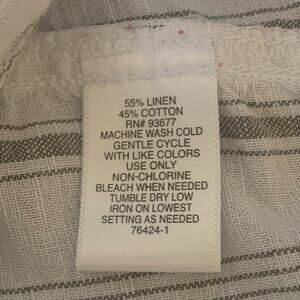 55% LINEN
45% COTTON
RN# 93677
MACHINE WASH COLD
GENTLE CYCLE
WITH LIKE COLORS
USE ONLY
NON-CHLORINE
BLEACH WHEN NEEDED
TUMBLE DRY LOW
IRON ON LOWEST
SETTING AS NEEDED
76424-1